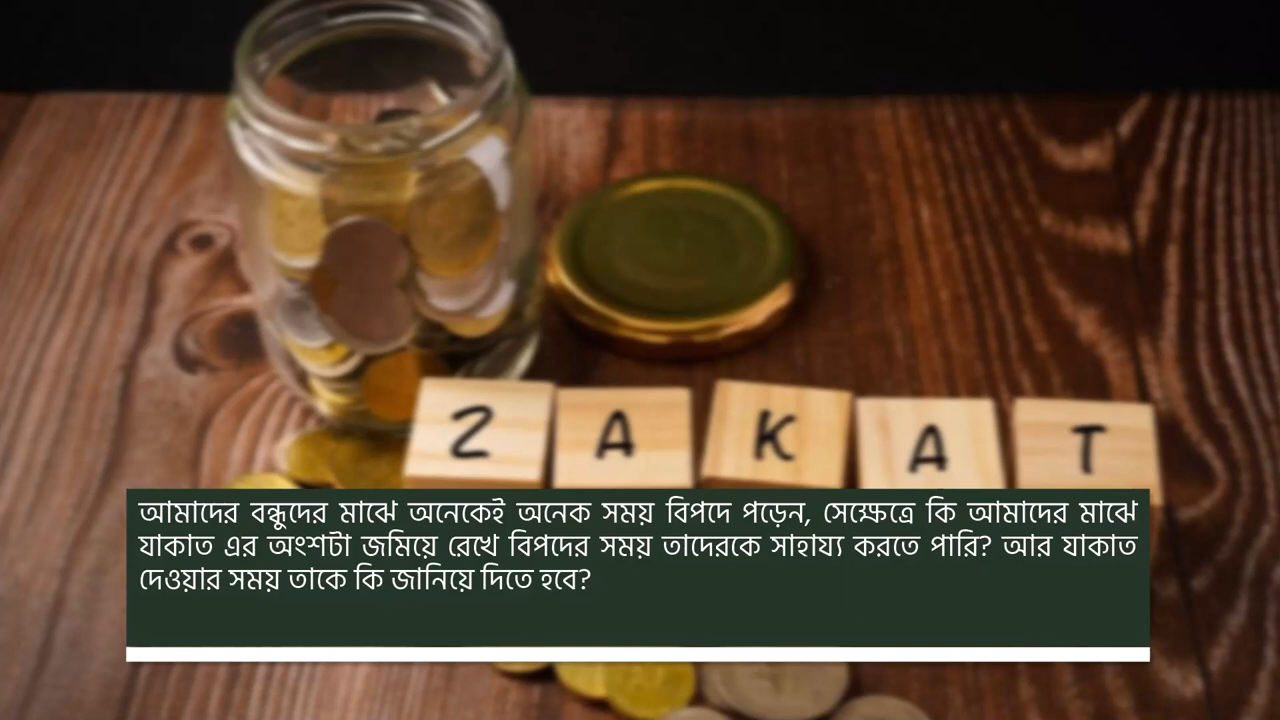 ZAKAT
আমাদের বন্ধুদের মাঝে অনেকেই অনেক সময় বিপদে পড়েন, সেক্ষেত্রে কি আমাদের মাঝে
যাকাত এর অংশটা জমিয়ে রেখে বিপদের সময় তাদেরকে সাহায্য করতে পারি? আর যাকাত
দেওয়ার সময় তাকে কি জানিয়ে দিতে হবে?